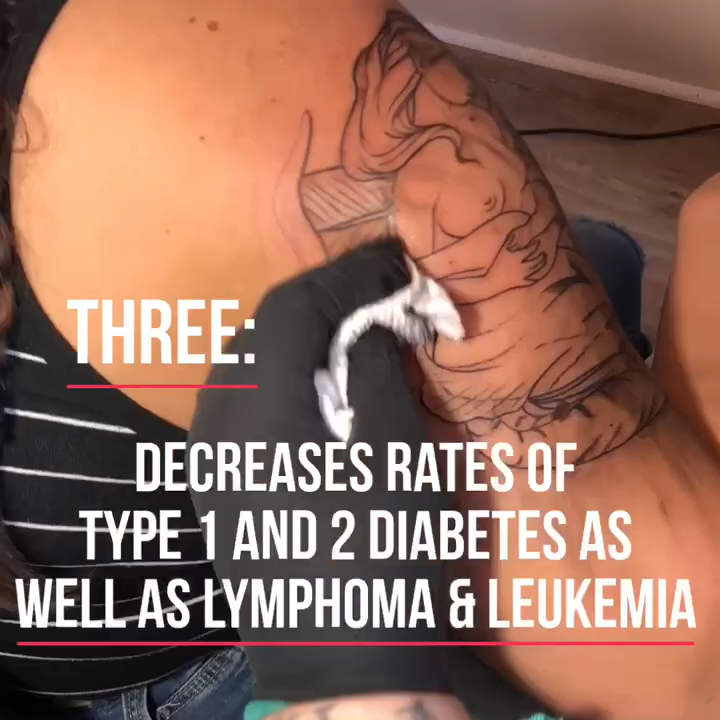 THREE:
DECREASES RATES OF
TYPE 1 AND 2 DIABETES AS
WELL AS LYMPHOMA & LEUKEMIA